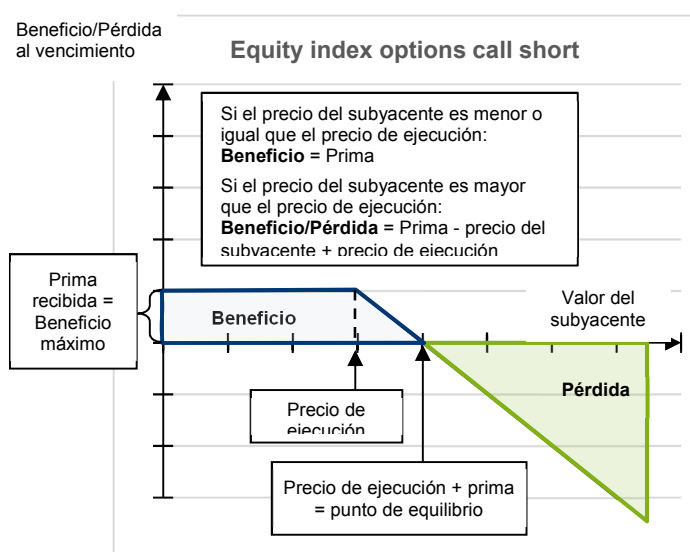 Beneficio/Pérdida
al vencimiento
Equity index options call short
Si el precio del subyacente es menor o
igual que el precio de ejecución:
Beneficio = Prima
Si el precio del subyacente es mayor
que el precio de ejecución:
Beneficio/Pérdida = Prima - precio del
subyacente + precio de ejecución
Prima
recibida =
Beneficio
máximo
Beneficio
Valor del
subyacente
Pérdida
Precio de
ejecución
Precio de ejecución + prima
= punto de equilibrio